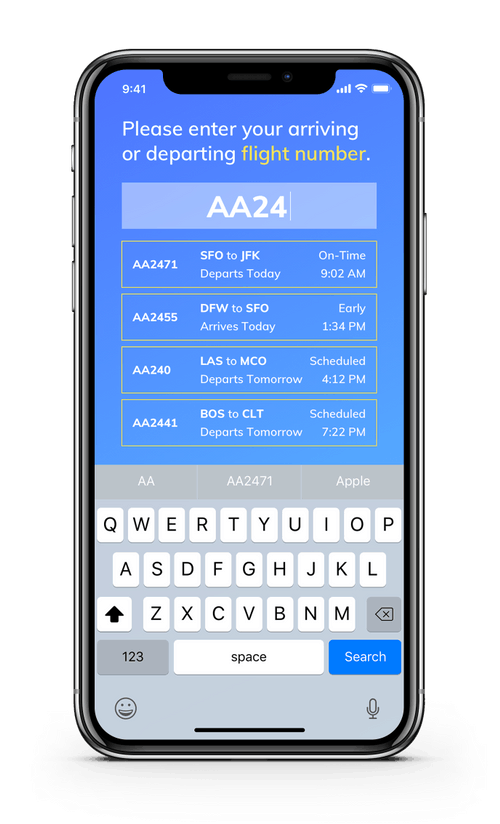 9:41
Please enter your arriving
or departing flight number.
AA24
AA2471 SFO to JFK On-Time
Departs Today 9:02 AM
AA2455 DFW to SFO Early
Arrives Today 1:34 PM
AA240 LAS to MCO Scheduled
Departs Tomorrow 4:12 PM
AA2441 BOS to CLT Scheduled
Departs Tomorrow 7:22 PM
AA AA2471 Apple
Q W E R T Y U I O P
A S D F G H J K L
Z X C V B N M
123 space Search